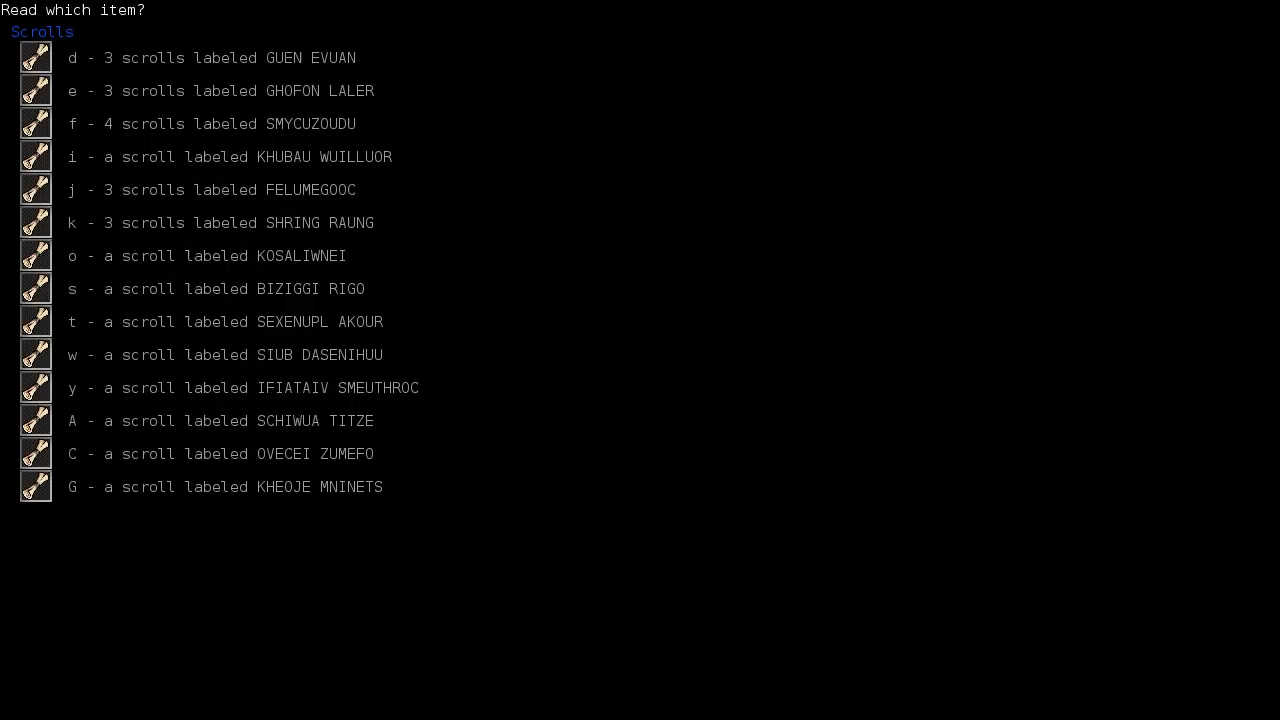 Read which item?
Scrolls
d - 3 scrolls labeled GUEN EVUAN
e - 3 scrolls labeled GHOFON LALER
f - 4 scrolls labeled SMYCUZOUDU
i - a scroll labeled KHUBAU WUILLUOR
j - 3 scrolls labeled FELUMEGOOC
k - 3 scrolls labeled SHRING RAUNG
o - a scroll labeled KOSALIWNEI
s - a scroll labeled BIZIGGI RIGO
t - a scroll labeled SEXENUPL AKOUR
w - a scroll labeled SIUB DASENIHUU
y - a scroll labeled IFIATAIV SMEUTHROC
A - a scroll labeled SCHIWUA TITZE
C - a scroll labeled OVECEI ZUMEFO
G - a scroll labeled KHEOJE MNINETS